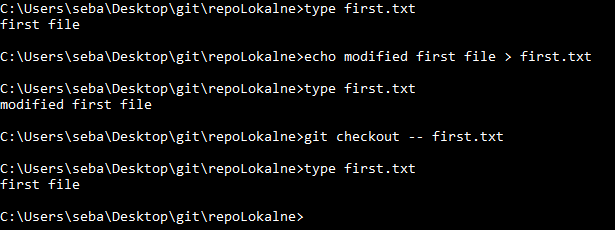 C:\Users\seba\Desktop\git\repoLokalne>type first.txt
first file
C:\Users\seba\Desktop\git\repoLokalne>echo modified first file > first.txt
C:\Users\seba\Desktop\git\repoLokalne>type first.txt
modified first file
C:\Users\seba\Desktop\git\repoLokalne>git checkout -- first.txt
C:\Users\seba\Desktop\git\repoLokalne>type first.txt
first file
C:\Users\seba\Desktop\git\repoLokalne>